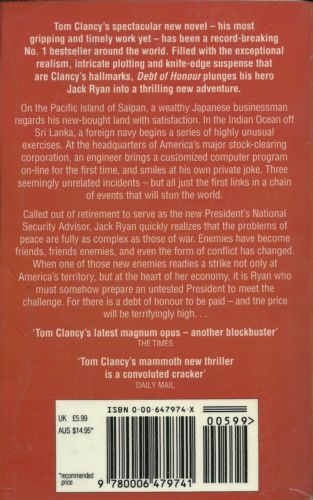 Tom Clancy's spectacular new novel – his most
gripping and timely work yet – has been a record-breaking
No. 1 bestseller around the world. Filled with the exceptional
realism, intricate plotting and knife-edge suspense that
are Clancy's hallmarks, Debt of Honour plunges his hero
Jack Ryan into a thrilling new adventure.
On the Pacific island of Saipan, a wealthy Japanese businessman
regards his new-bought land with satisfaction. In the Indian Ocean off
Sri Lanka, a foreign navy begins a series of highly unusual
exercises. At the headquarters of America's major stock-clearing
corporation, an engineer brings a customized computer program
on-line for the first time, and smiles at his own private joke. Three
seemingly unrelated incidents – but all just the first links in a chain
of events that will stun the world.
Called out of retirement to serve as the new President's National
Security Advisor, Jack Ryan quickly realizes that the problems of
peace are fully as complex as those of war. Enemies have become
friends, friends enemies, and even the form of conflict has changed.
When one of those new enemies readies a strike not only at
America's territory, but at the heart of her economy, it is Ryan who
must somehow prepare an untested President to meet the
challenge. For there is a debt of honour to be paid – and the price
will be terrifyingly high. . .
'Tom Clancy's latest magnum opus – another blockbuster'
THE TIMES
'Tom Clancy's mammoth new thriller
is a convoluted cracker'
DAILY MAIL
UK £5.99
AUS $14.95*
*recommended
price
ISBN 0-00-647974-X
00599>
9 780006 479741 >